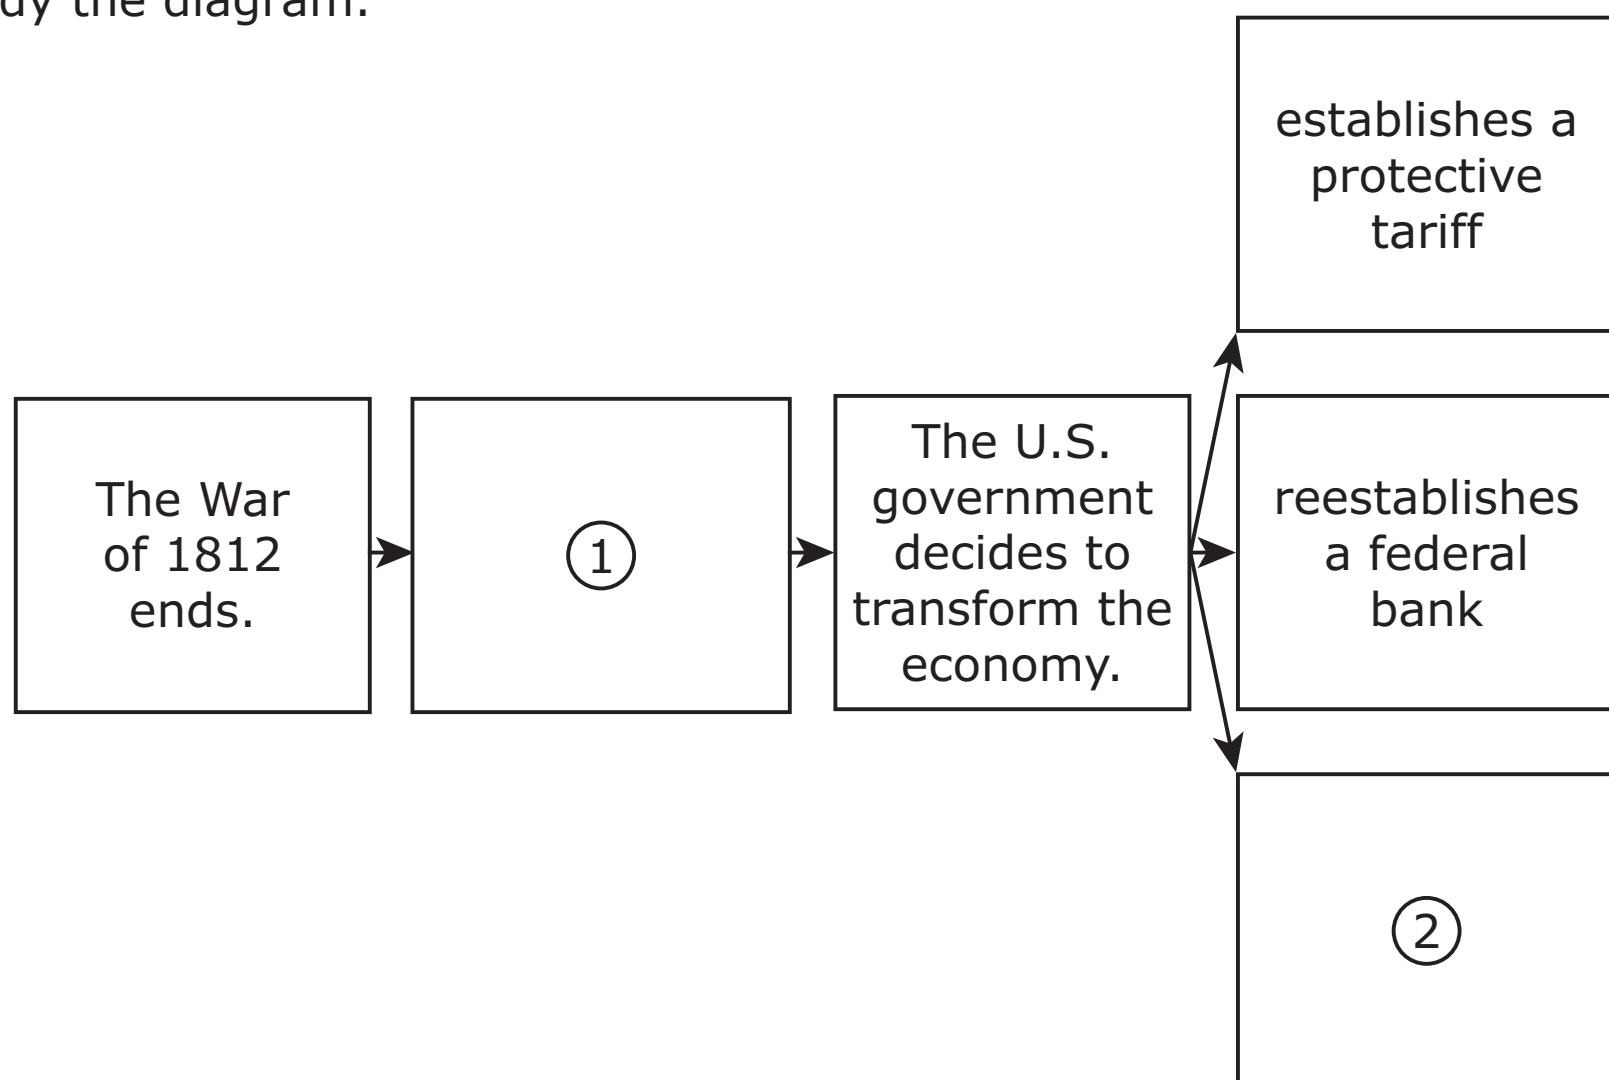 dy the diagram.
establishes a
protective
tariff
The War
of 1812
ends.
1
The U.S.
government
decides to
transform the
economy.
reestablishes
a federal
bank
2